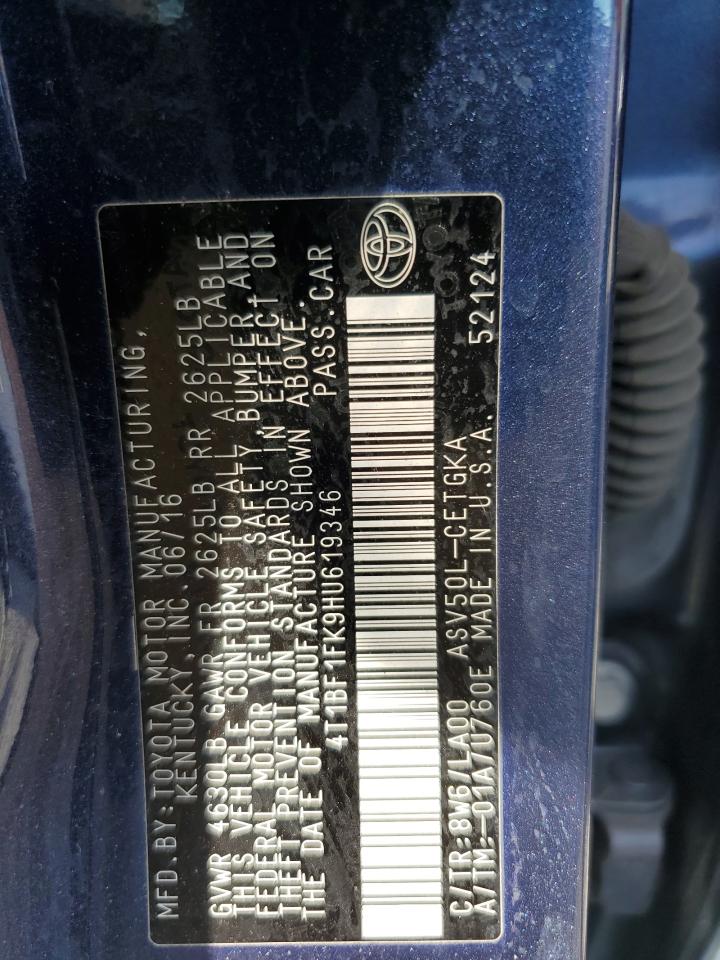 MFD.BY:TOYOTA MOTOR MANUFACTURING,
KENTUCKY, INC. 06/16
GVWR 4630LB GAWR FR 2625LB RR 2625LB
THIS VEHICLE CONFORMS TO ALL APPLICABLE
FEDERAL MOTOR VEHICLE SAFETY, BUMPER, AND
THEFT PREVENTION STANDARDS IN EFFECT ON
THE DATE OF MANUFACTURE SHOWN ABOVE.
4T1BF1FK9HU619346 PASS.CAR
C/TR:8W6/LA00 ASV50L-CETGKA
A/TM:-01A/U760E MADE IN U.S.A. 52124